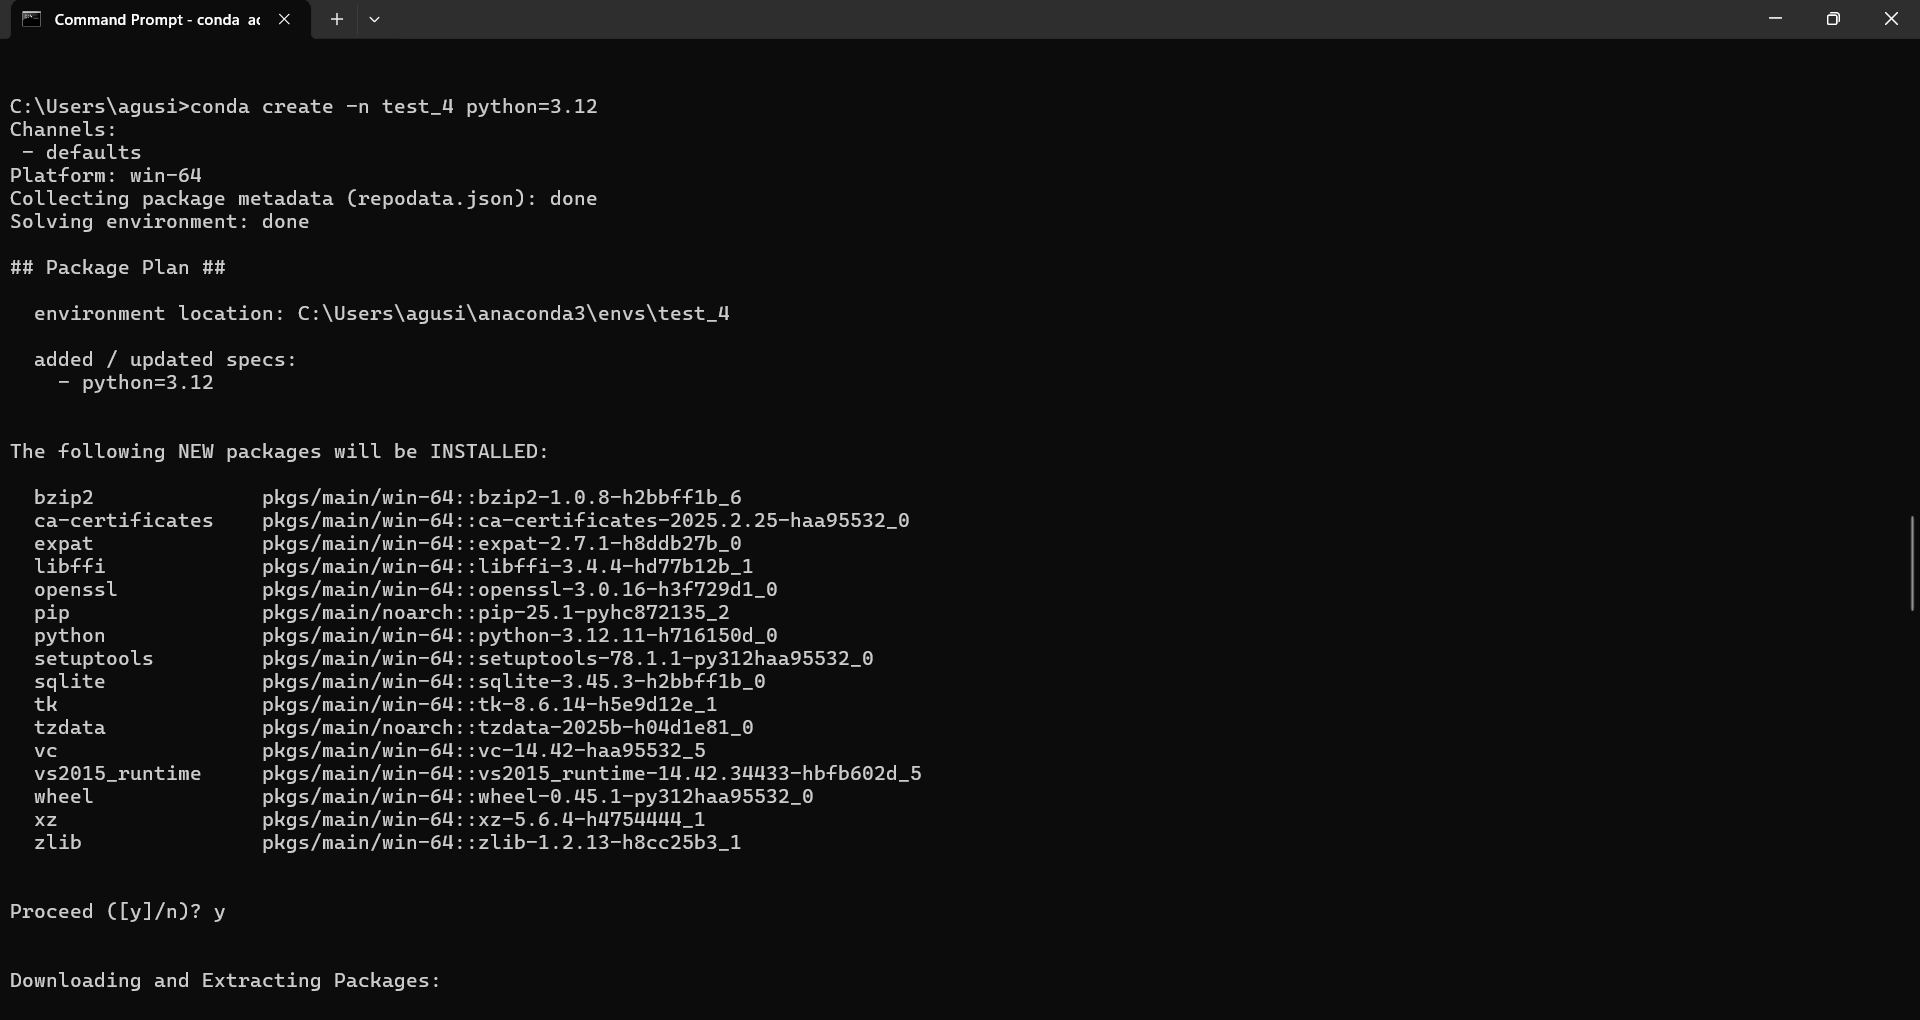 Command Prompt - conda ac
C:\Users\agusi>conda create -n test_4 python=3.12
Channels:
 - defaults
Platform: win-64
Collecting package metadata (repodata.json): done
Solving environment: done
## Package Plan ##
  environment location: C:\Users\agusi\anaconda3\envs\test_4
  added / updated specs:
    - python=3.12
The following NEW packages will be INSTALLED:
  bzip2              pkgs/main/win-64::bzip2-1.0.8-h2bbff1b_6
  ca-certificates    pkgs/main/win-64::ca-certificates-2025.2.25-haa95532_0
  expat              pkgs/main/win-64::expat-2.7.1-h8ddb27b_0
  libffi             pkgs/main/win-64::libffi-3.4.4-hd77b12b_1
  openssl            pkgs/main/win-64::openssl-3.0.16-h3f729d1_0
  pip                pkgs/main/noarch::pip-25.1-pyhc872135_2
  python             pkgs/main/win-64::python-3.12.11-h716150d_0
  setuptools         pkgs/main/win-64::setuptools-78.1.1-py312haa95532_0
  sqlite             pkgs/main/win-64::sqlite-3.45.3-h2bbff1b_0
  tk                 pkgs/main/win-64::tk-8.6.14-h5e9d12e_1
  tzdata             pkgs/main/noarch::tzdata-2025b-h04d1e81_0
  vc                 pkgs/main/win-64::vc-14.42-haa95532_5
  vs2015_runtime     pkgs/main/win-64::vs2015_runtime-14.42.34433-hbfb602d_5
  wheel              pkgs/main/win-64::wheel-0.45.1-py312haa95532_0
  xz                 pkgs/main/win-64::xz-5.6.4-h4754444_1
  zlib               pkgs/main/win-64::zlib-1.2.13-h8cc25b3_1
Proceed ([y]/n)? y
Downloading and Extracting Packages: